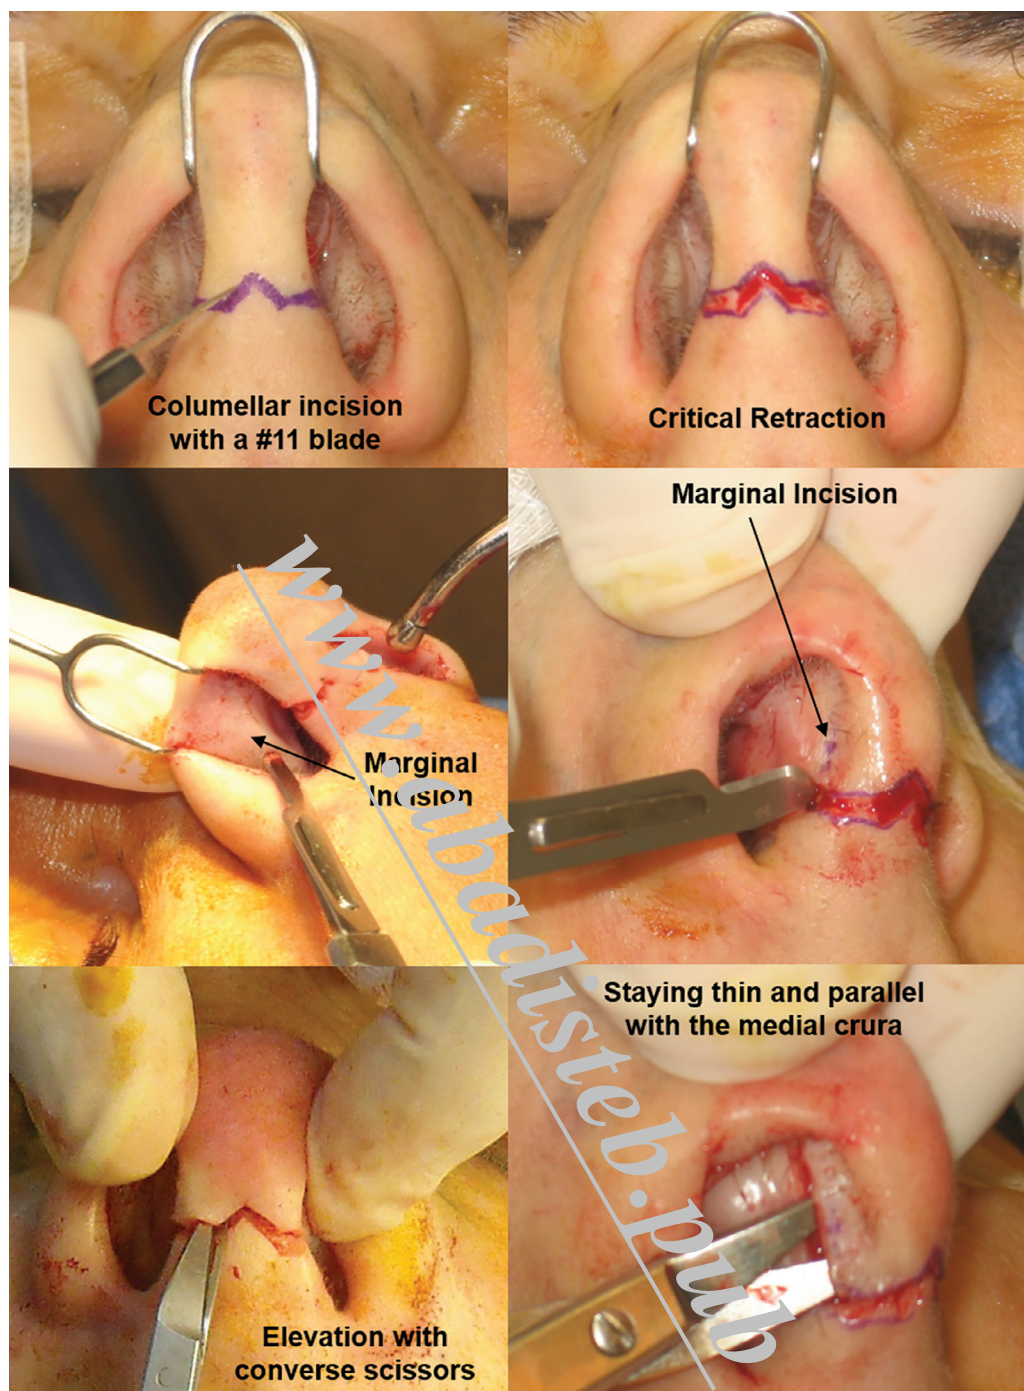 Columellar incision
with a #11 blade
Critical Retraction
Marginal
Incision
Marginal Incision
Elevation with
converse scissors
Staying thin and parallel
with the medial crura
www.abadisteb.pub